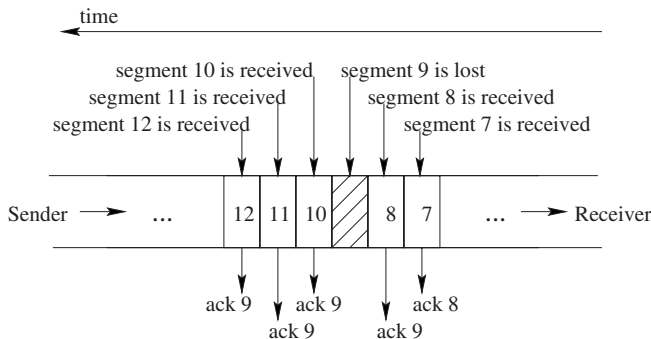 time
segment 10 is received segment 9 is lost
segment 11 is received segment 8 is received
segment 12 is received segment 7 is received
Sender ... 12 11 10 8 7 ... Receiver
ack 9 ack 9 ack 8
ack 9 ack 9